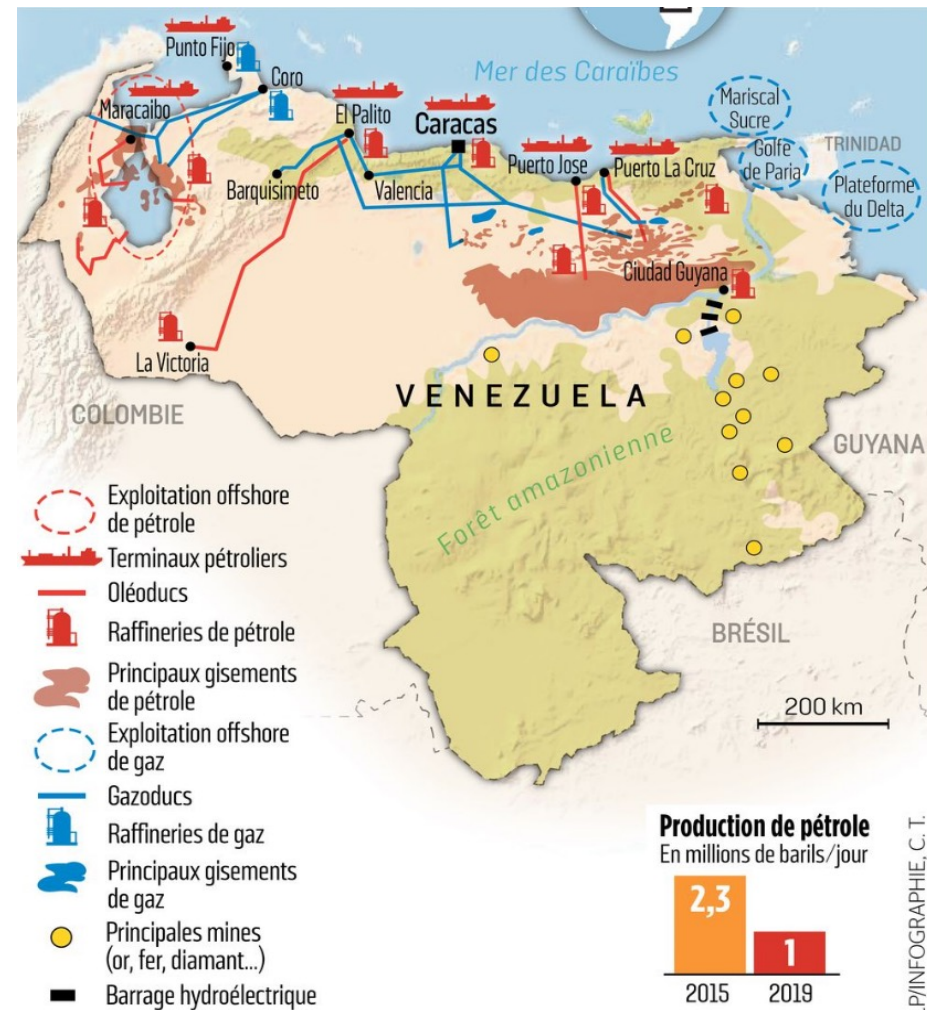 Punto Fijo
Coro
Mer des Caraïbes
Maracaibo
El Palito
Caracas
Mariscal
Sucre
TRINIDAD
Golfe
de Paria
Puerto Jose
Puerto La Cruz
Plateforme
du Delta
Barquisimeto
Valencia
Ciudad Guyana
La Victoria
VENEZUELA
COLOMBIE
GUYANA
Forêt amazonienne
BRÉSIL
200 km
Exploitation offshore
de pétrole
Terminaux pétroliers
Oléoducs
Raffineries de pétrole
Principaux gisements
de pétrole
Exploitation offshore
de gaz
Gazoducs
Raffineries de gaz
Principaux gisements
de gaz
Principales mines
(or, fer, diamant...)
Barrage hydroélectrique
Production de pétrole
En millions de barils/jour
2,3
1
2015
2019
LP/INFOGRAPHIE, C. T.